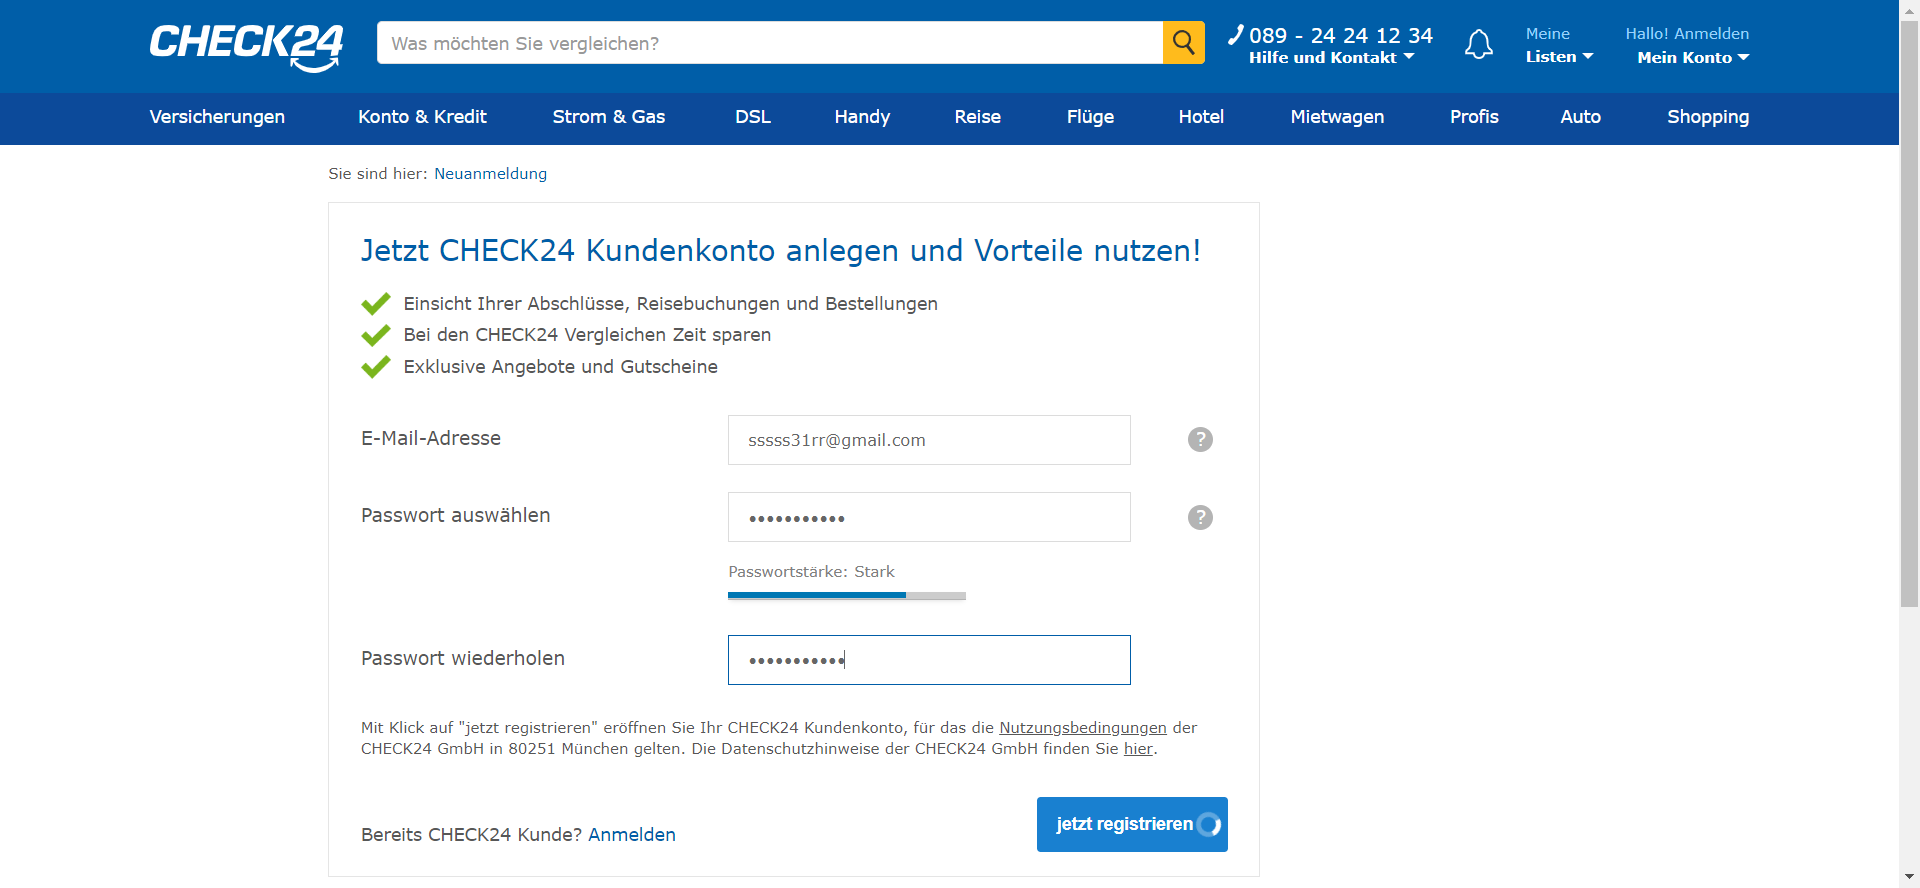 CHECK24
Was möchten Sie vergleichen?
089 - 24 24 12 34
Hilfe und Kontakt
Meine
Listen
Hallo! Anmelden
Mein Konto
Versicherungen
Konto & Kredit
Strom & Gas
DSL
Handy
Reise
Flüge
Hotel
Mietwagen
Profis
Auto
Shopping
Sie sind hier: Neuanmeldung
Jetzt CHECK24 Kundenkonto anlegen und Vorteile nutzen!
Einsicht Ihrer Abschlüsse, Reisebuchungen und Bestellungen
Bei den CHECK24 Vergleichen Zeit sparen
Exklusive Angebote und Gutscheine
E-Mail-Adresse
sssss31rr@gmail.com
?
Passwort auswählen
•••••••••••
?
Passwortstärke: Stark
Passwort wiederholen
•••••••••••
Mit Klick auf "jetzt registrieren" eröffnen Sie Ihr CHECK24 Kundenkonto, für das die Nutzungsbedingungen der
CHECK24 GmbH in 80251 München gelten. Die Datenschutzhinweise der CHECK24 GmbH finden Sie hier.
Bereits CHECK24 Kunde? Anmelden
jetzt registrieren